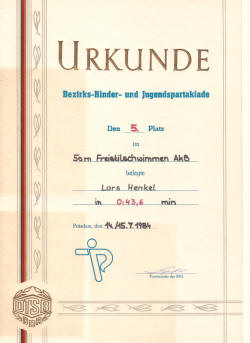 URKUNDE
Bezirks-Kinder- und Jugendspartakiade
Den 5. Platz
im
50m Freistilschwimmen AK8
belegte
Lars Henkel
in 0:43,6 min
Potsdam, den 14./15.7.1984
DTSB